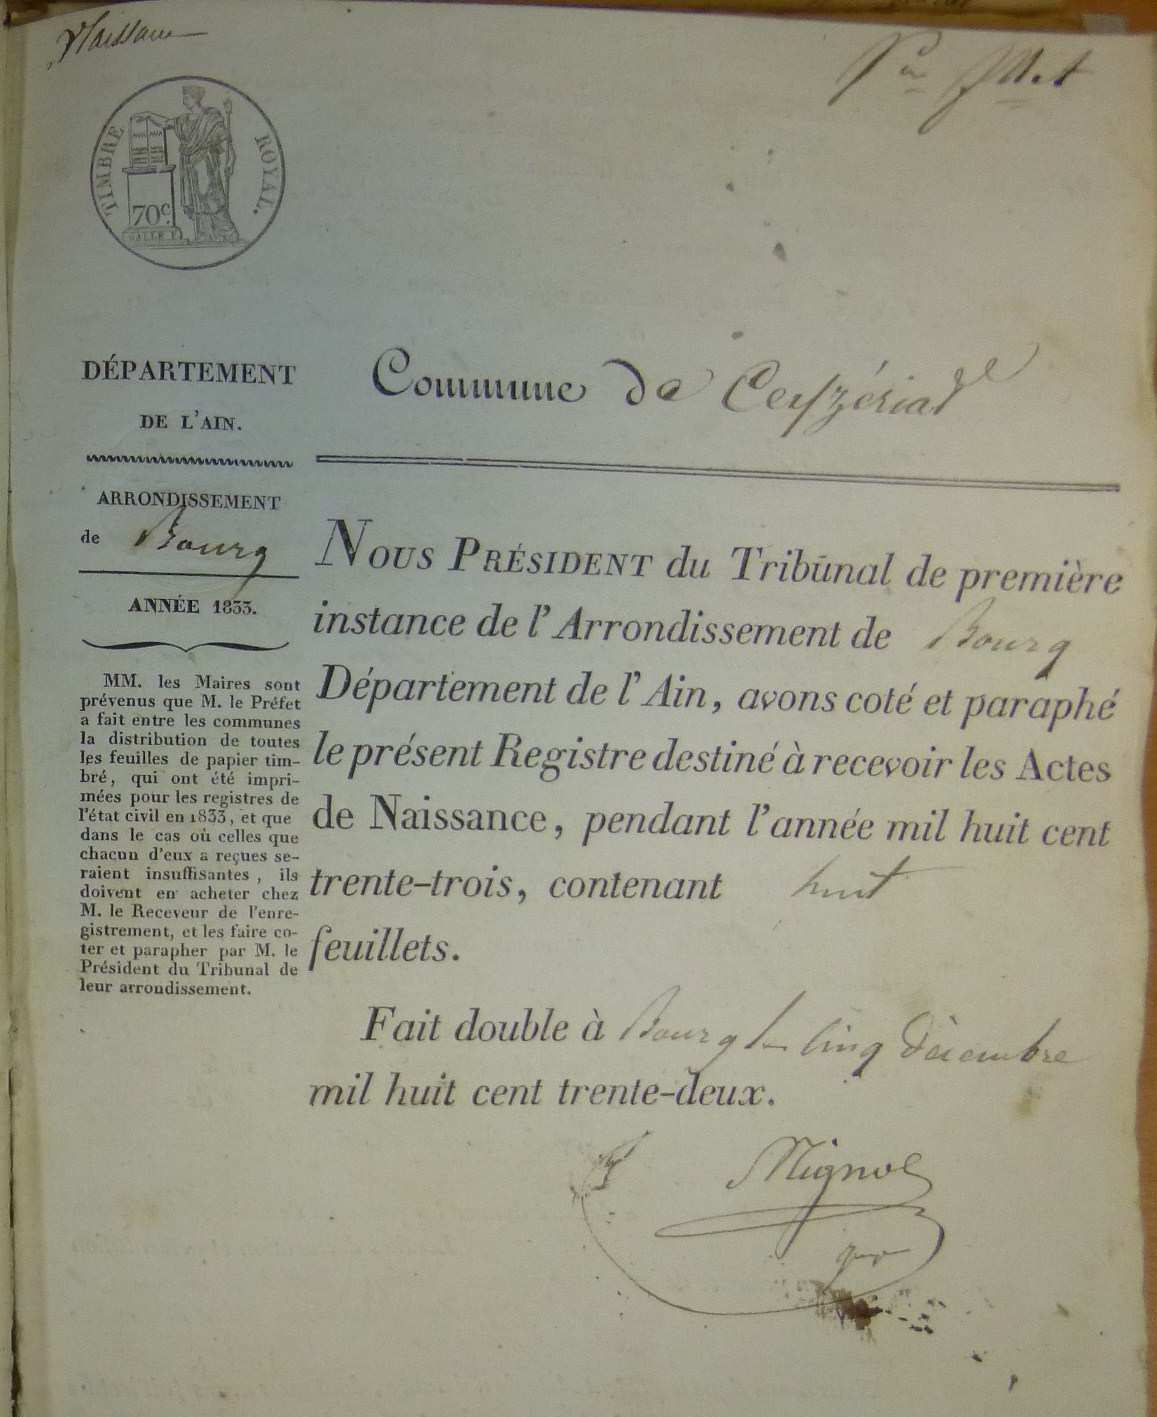 Naissance
TIMBRE ROYAL.
70c.
DÉPARTEMENT
DE L'AIN.
ARRONDISSEMENT
de Bourg
ANNÉE 1833.
MM. les Maires sont
prévenus que M. le Préfet
a fait entre les communes
la distribution de toutes
les feuilles de papier tim-
bré, qui ont été impri-
mées pour les registres de
l'état civil en 1833, et que
dans le cas où celles que
chacun d'eux a reçues se-
raient insuffisantes, ils
doivent en acheter chez
M. le Receveur de l'enre-
gistrement, et les faire co-
ter et parapher par M. le
Président du Tribunal de
leur arrondissement.
Commune de Ceyzériat
NOUS PRÉSIDENT du Tribunal de première
instance de l'Arrondissement de Bourg
Département de l'Ain, avons coté et paraphé
le présent Registre destiné à recevoir les Actes
de Naissance, pendant l'année mil huit cent
trente-trois, contenant huit
feuillets.
Fait double à Bourg le cinq décembre
mil huit cent trente-deux.